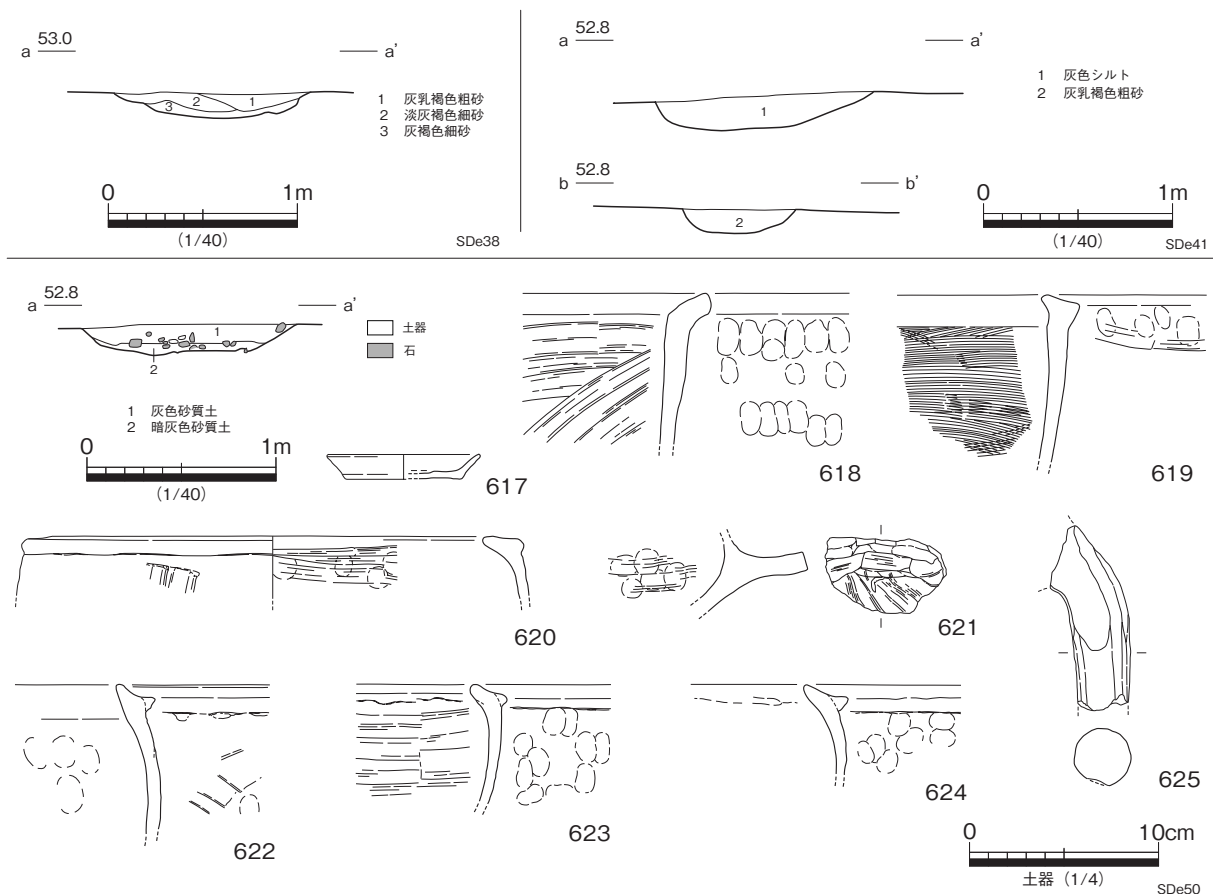 a 53.0 a'
1 2 3
1 灰乳褐色粗砂
2 淡灰褐色細砂
3 灰褐色細砂
0 1m
(1/40)
SDe38
a 52.8 a'
1
1 灰色シルト
2 灰乳褐色粗砂
b 52.8 b'
2
0 1m
(1/40)
SDe41
a 52.8 a'
1
2
土器
石
1 灰色砂質土
2 暗灰色砂質土
0 1m
(1/40)
617
618
619
620
621
622
623
624
625
0 10cm
土器 (1/4)
SDe50